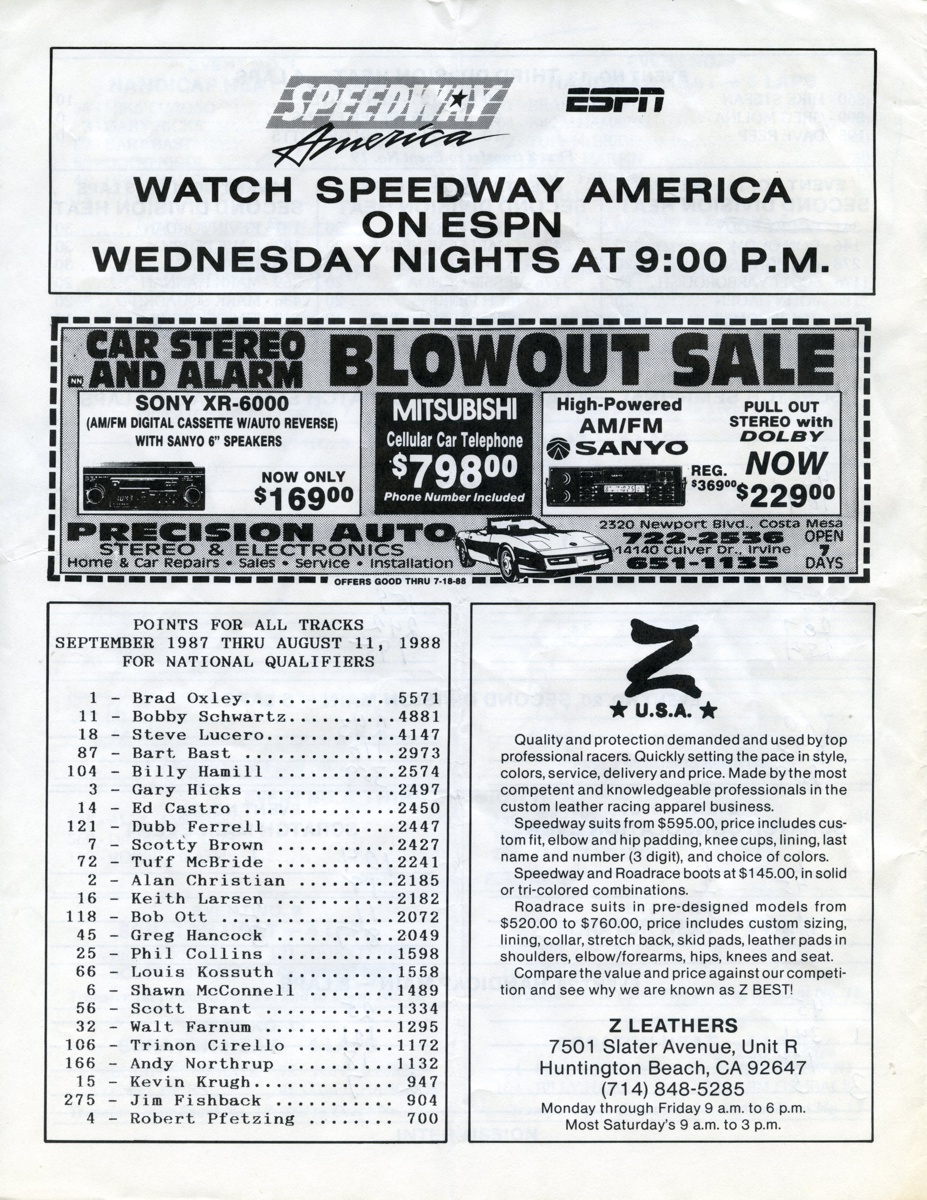 SPEEDWAY
America
ESPN
WATCH SPEEDWAY AMERICA
ON ESPN
WEDNESDAY NIGHTS AT 9:00 P.M.
CAR STEREO
AND ALARM
NN
BLOWOUT SALE
SONY XR-6000
(AM/FM DIGITAL CASSETTE W/AUTO REVERSE)
WITH SANYO 6" SPEAKERS
NOW ONLY
$16900
MITSUBISHI
Cellular Car Telephone
$79800
Phone Number Included
High-Powered
AM/FM
SANYO
PULL OUT
STEREO with
DOLBY
REG.
$36900
NOW
$22900
PRECISION AUTO
STEREO & ELECTRONICS
Home & Car Repairs • Sales • Service • Installation
2320 Newport Blvd., Costa Mesa
722-2536
14140 Culver Dr., Irvine
651-1135
OPEN
7
DAYS
OFFERS GOOD THRU 7-18-88
POINTS FOR ALL TRACKS
SEPTEMBER 1987 THRU AUGUST 11, 1988
FOR NATIONAL QUALIFIERS
1 - Brad Oxley.............5571
11 - Bobby Schwartz.........4881
18 - Steve Lucero...........4147
87 - Bart Bast .............2973
104 - Billy Hamill ..........2574
3 - Gary Hicks ............2497
14 - Ed Castro .............2450
121 - Dubb Ferrell ..........2447
7 - Scotty Brown ..........2427
72 - Tuff McBride ..........2241
2 - Alan Christian ........2185
16 - Keith Larsen ..........2182
118 - Bob Ott ...............2072
45 - Greg Hancock ..........2049
25 - Phil Collins ..........1598
66 - Louis Kossuth .........1558
6 - Shawn McConnell .......1489
56 - Scott Brant ...........1334
32 - Walt Farnum............1295
106 - Trinon Cirello ........1172
166 - Andy Northrup .........1132
15 - Kevin Krugh............ 947
275 - Jim Fishback .......... 904
4 - Robert Pfetzing ....... 700
Z
★ U.S.A. ★
Quality and protection demanded and used by top
professional racers. Quickly setting the pace in style,
colors, service, delivery and price. Made by the most
competent and knowledgeable professionals in the
custom leather racing apparel business.
Speedway suits from $595.00, price includes cus-
tom fit, elbow and hip padding, knee cups, lining, last
name and number (3 digit), and choice of colors.
Speedway and Roadrace boots at $145.00, in solid
or tri-colored combinations.
Roadrace suits in pre-designed models from
$520.00 to $760.00, price includes custom sizing,
lining, collar, stretch back, skid pads, leather pads in
shoulders, elbow/forearms, hips, knees and seat.
Compare the value and price against our competi-
tion and see why we are known as Z BEST!
Z LEATHERS
7501 Slater Avenue, Unit R
Huntington Beach, CA 92647
(714) 848-5285
Monday through Friday 9 a.m. to 6 p.m.
Most Saturday's 9 a.m. to 3 p.m.